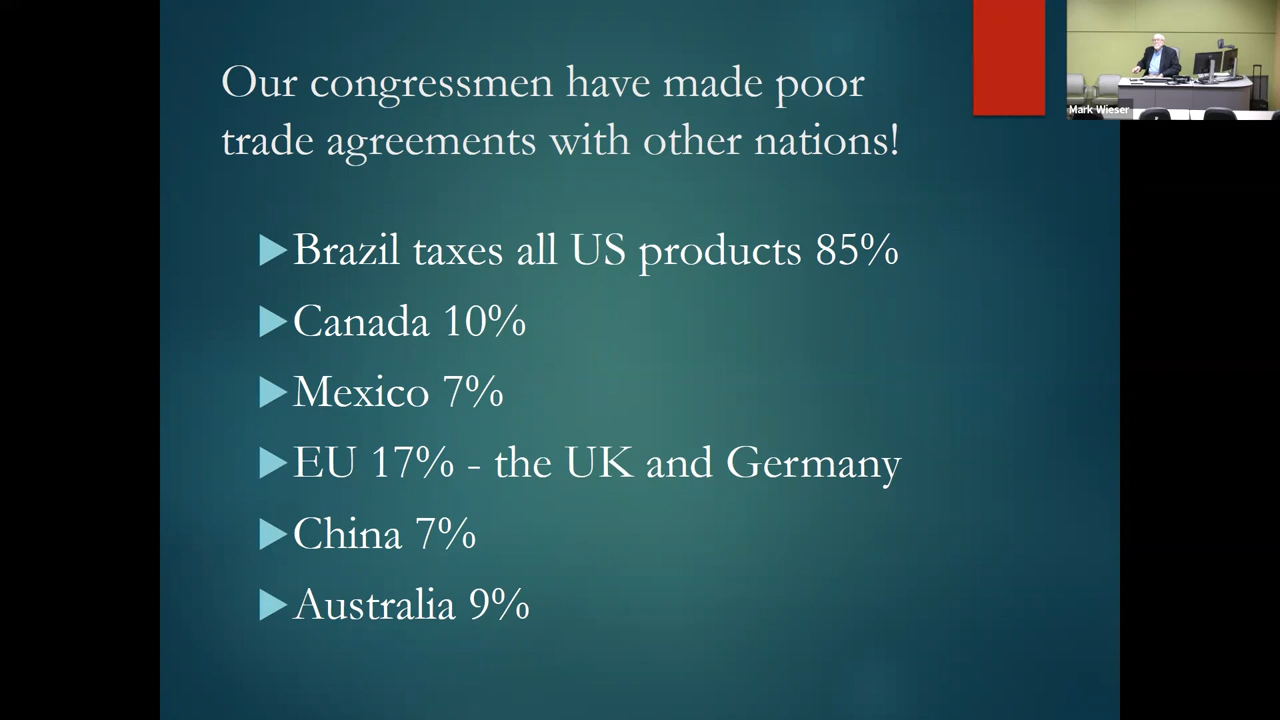 Our congressmen have made poor
trade agreements with other nations!
Brazil taxes all US products 85%
Canada 10%
Mexico 7%
EU 17% - the UK and Germany
China 7%
Australia 9%
Mark Wieser